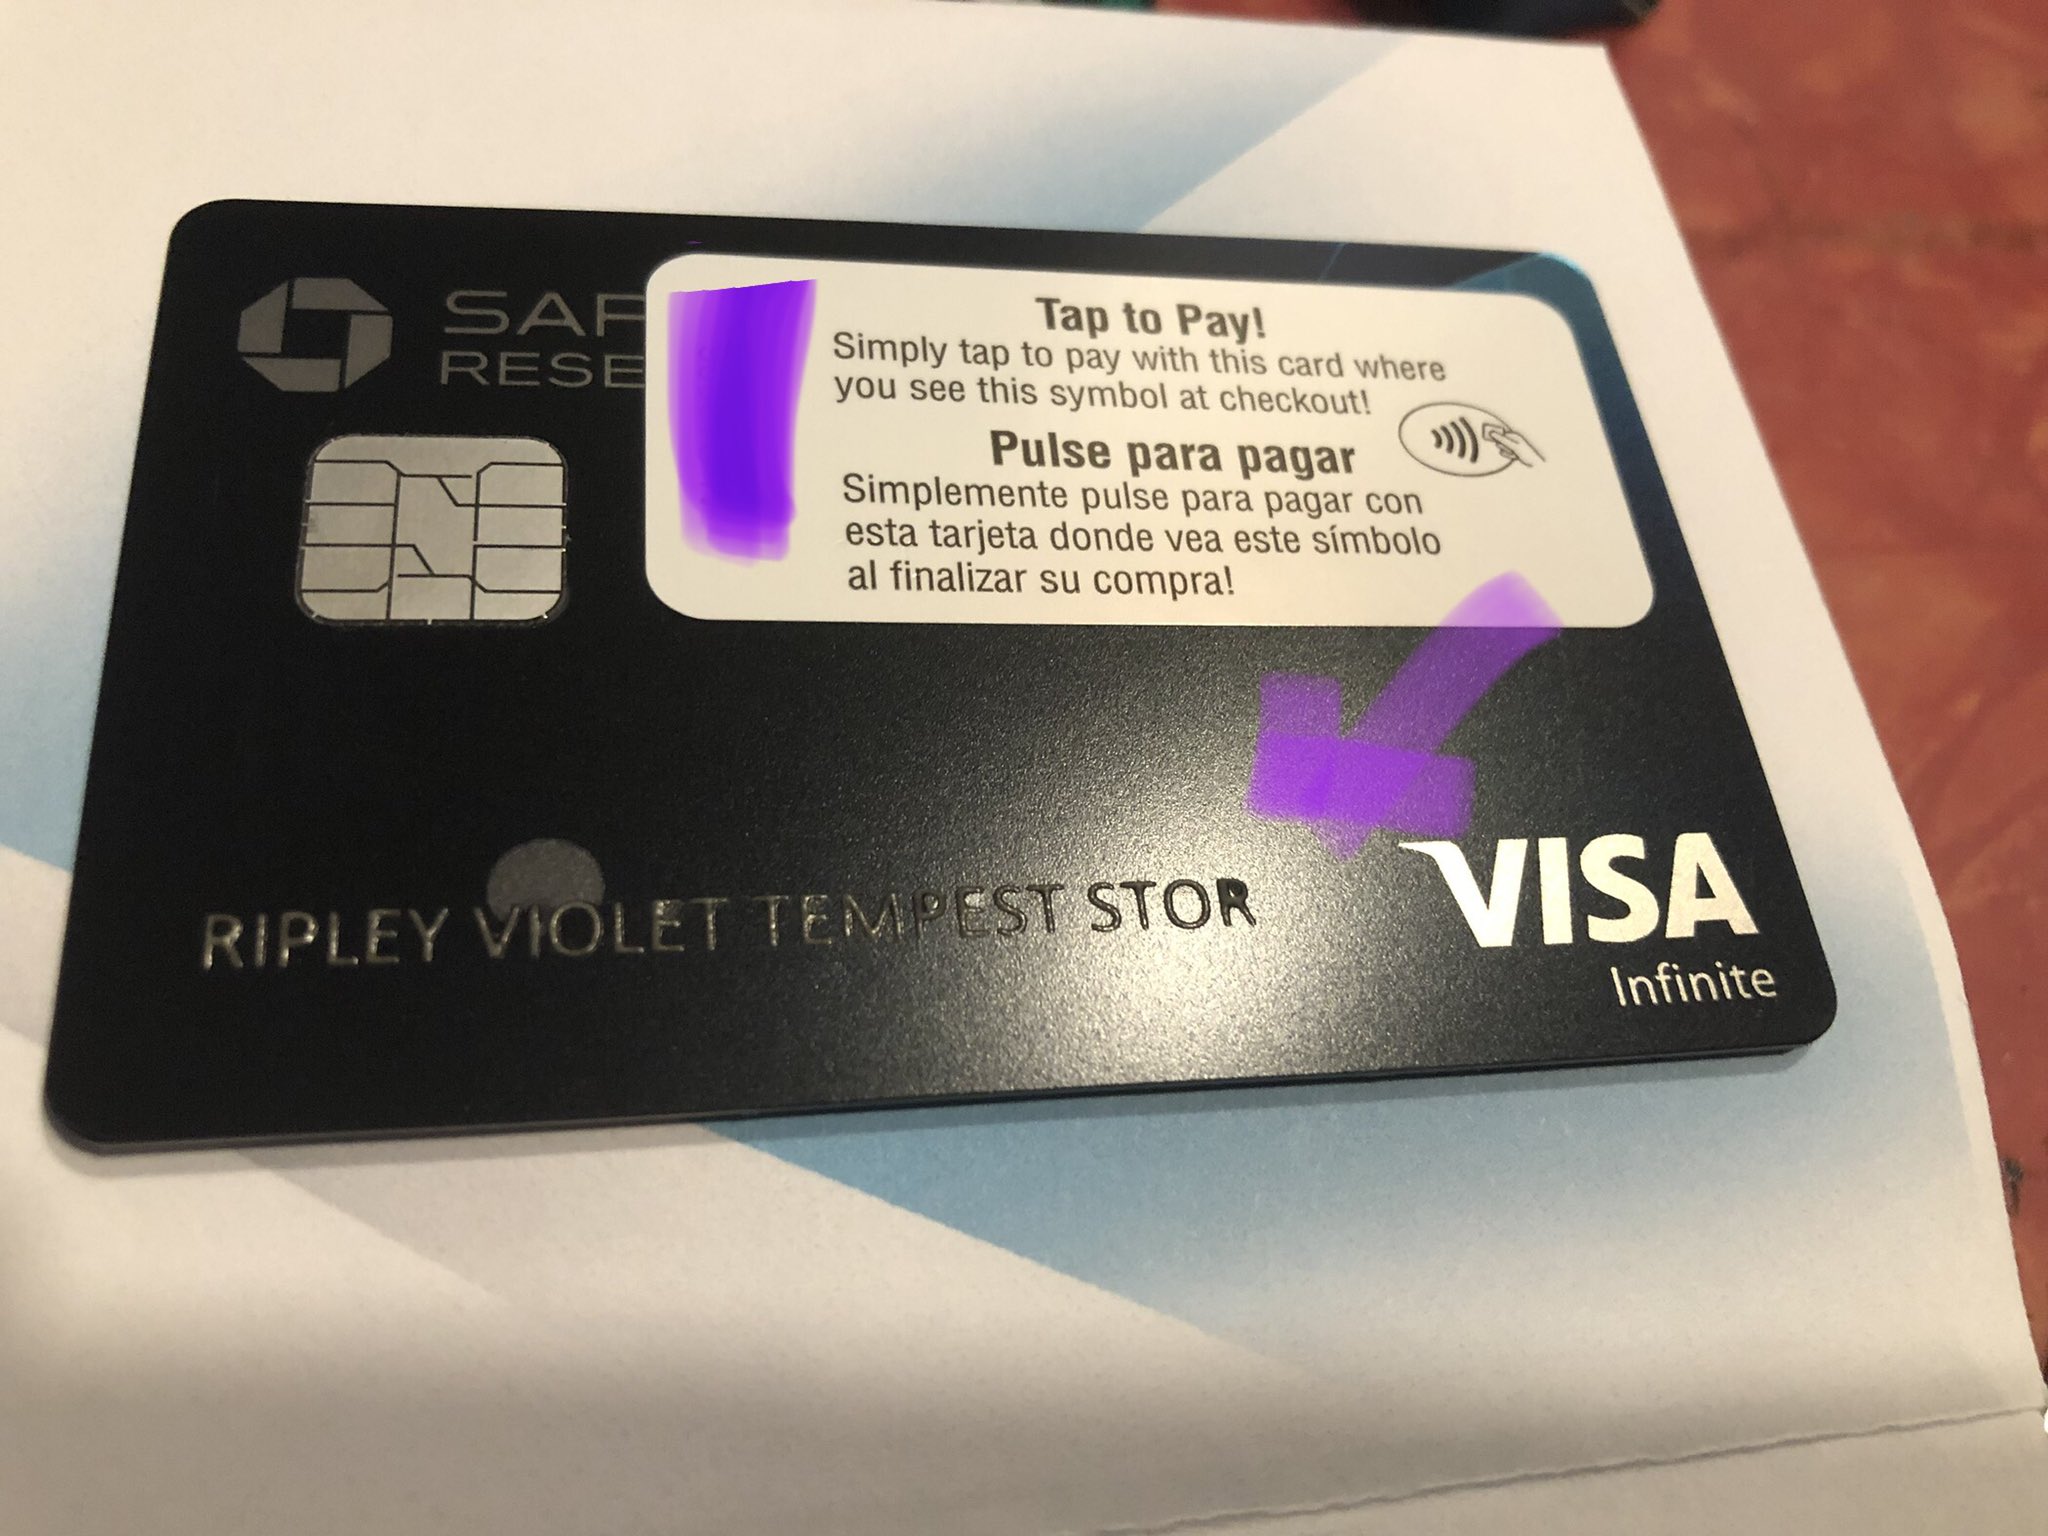 SAP
RESE
Tap to Pay!
Simply tap to pay with this card where
you see this symbol at checkout!
Pulse para pagar
Simplemente pulse para pagar con
esta tarjeta donde vea este símbolo
al finalizar su compra!
RIPLEY VIOLET TEMPEST STOR
VISA
Infinite